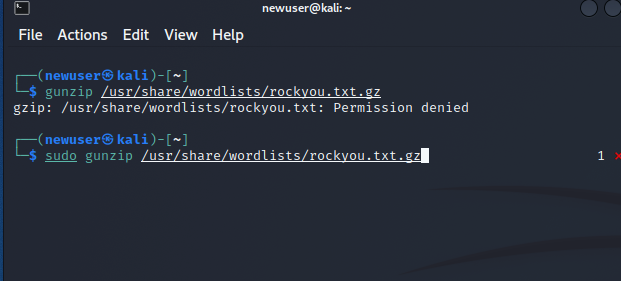 newuser@kali: ~
File Actions Edit View Help
┌──(newuser㉿kali)-[~]
└─$ gunzip /usr/share/wordlists/rockyou.txt.gz
gzip: /usr/share/wordlists/rockyou.txt: Permission denied
┌──(newuser㉿kali)-[~]
└─$ sudo gunzip /usr/share/wordlists/rockyou.txt.gz 1 ⨯